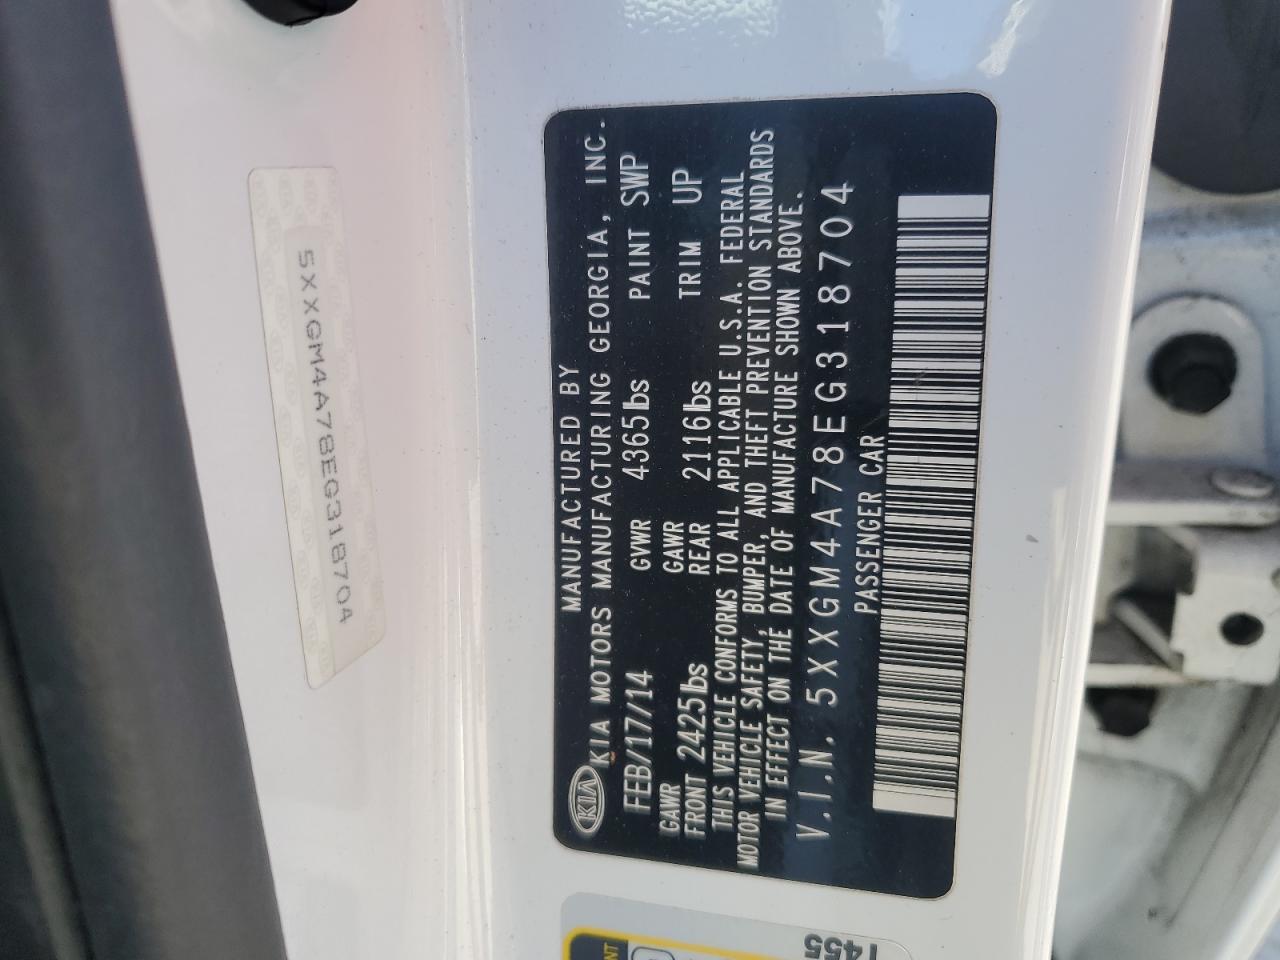 5XXGM4A78EG318704
MANUFACTURED BY
KIA KIA MOTORS MANUFACTURING GEORGIA, INC.
FEB/17/14 GVWR 4365lbs PAINT SWP
GAWR FRONT 2425lbs GAWR REAR 2116lbs TRIM UP
THIS VEHICLE CONFORMS TO ALL APPLICABLE U.S.A. FEDERAL
MOTOR VEHICLE SAFETY, BUMPER, AND THEFT PREVENTION STANDARDS
IN EFFECT ON THE DATE OF MANUFACTURE SHOWN ABOVE.
V.I.N. 5XXGM4A78EG318704
PASSENGER CAR
1455